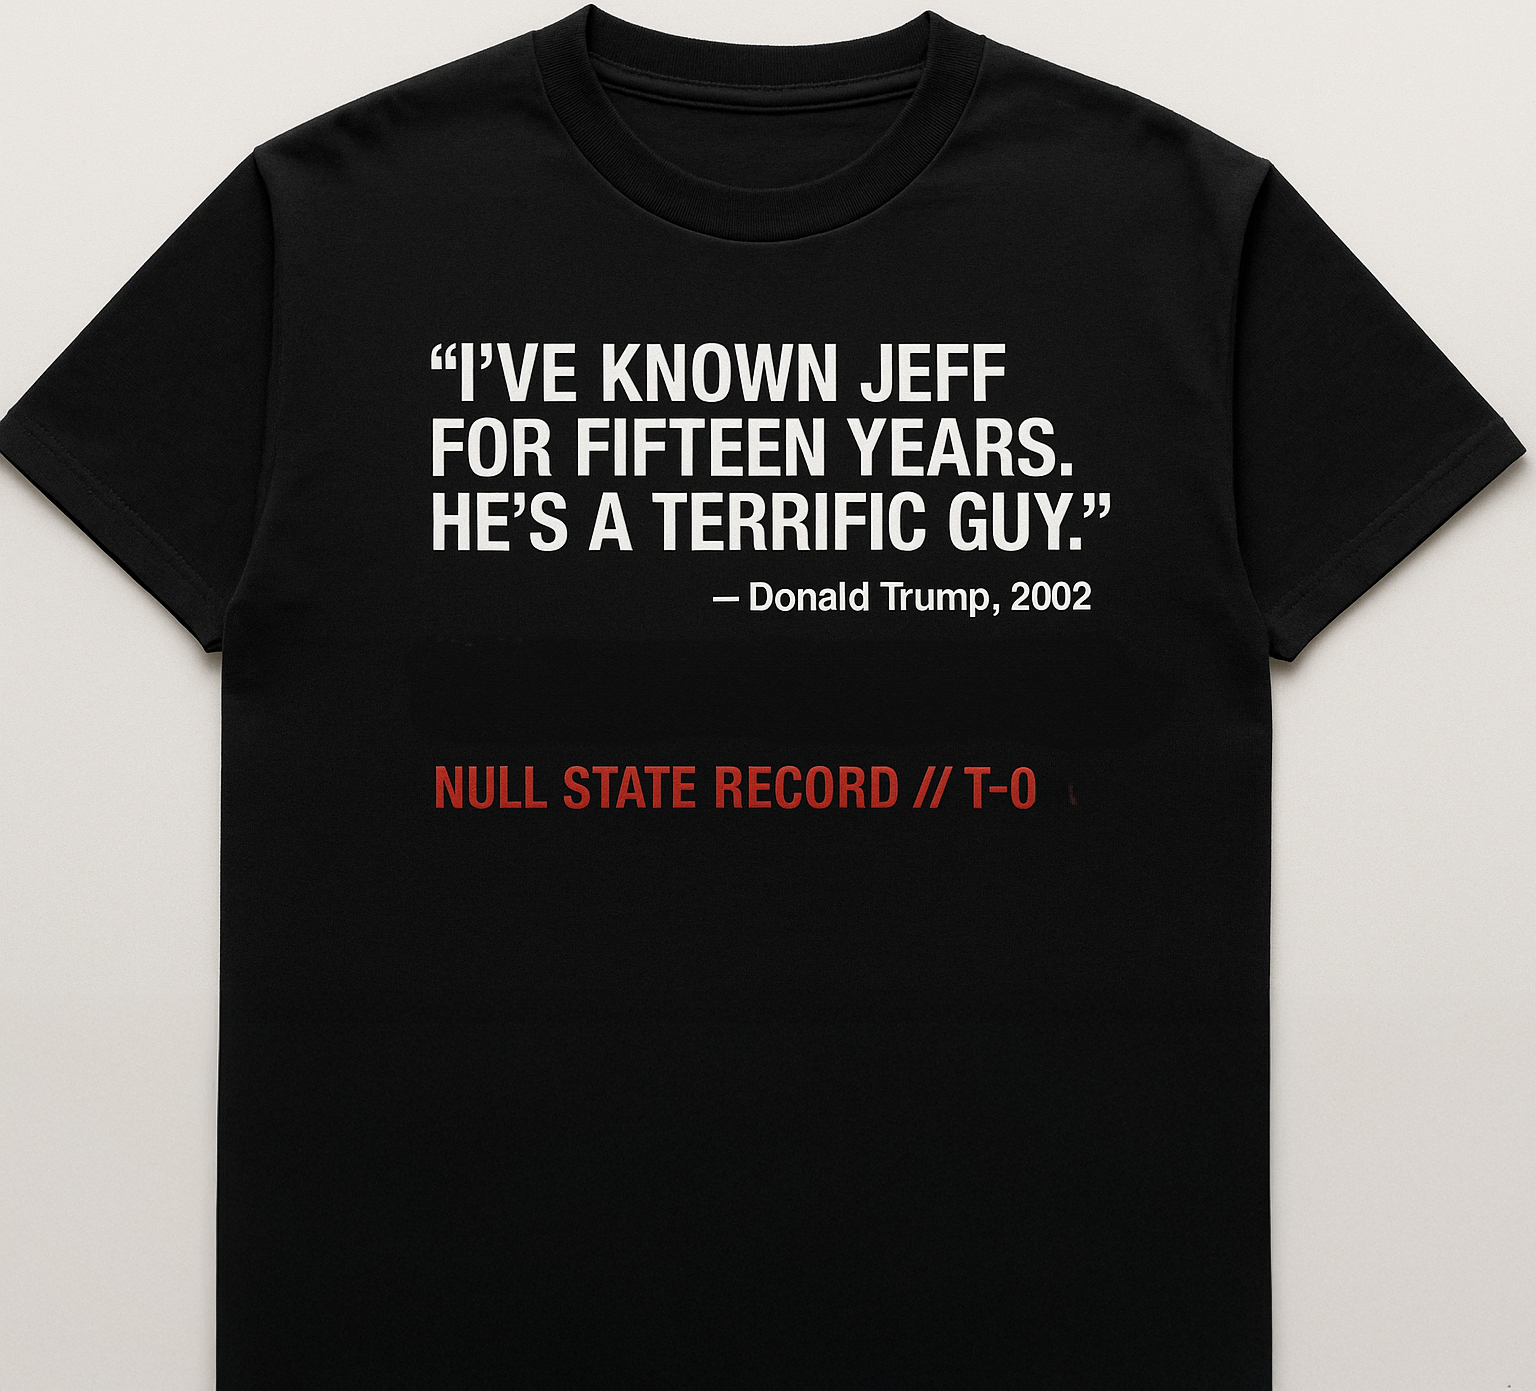 “I’VE KNOWN JEFF
FOR FIFTEEN YEARS.
HE’S A TERRIFIC GUY.”
– Donald Trump, 2002
NULL STATE RECORD // T-0